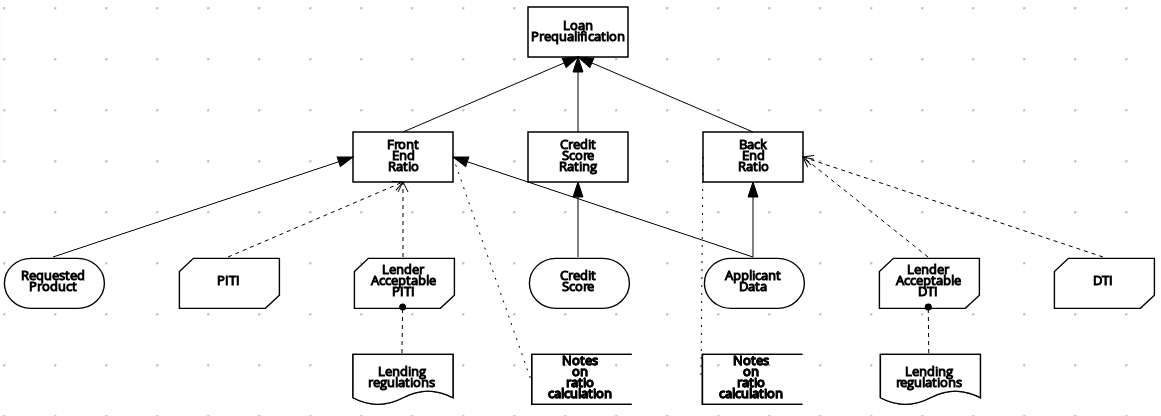 Loan
Prequalification
Front
End
Ratio
Credit
Score
Rating
Back
End
Ratio
Requested
Product
PITI
Lender
Acceptable
PITI
Credit
Score
Applicant
Data
Lender
Acceptable
DTI
DTI
Lending
regulations
Notes
on
ratio
calculation
Notes
on
ratio
calculation
Lending
regulations